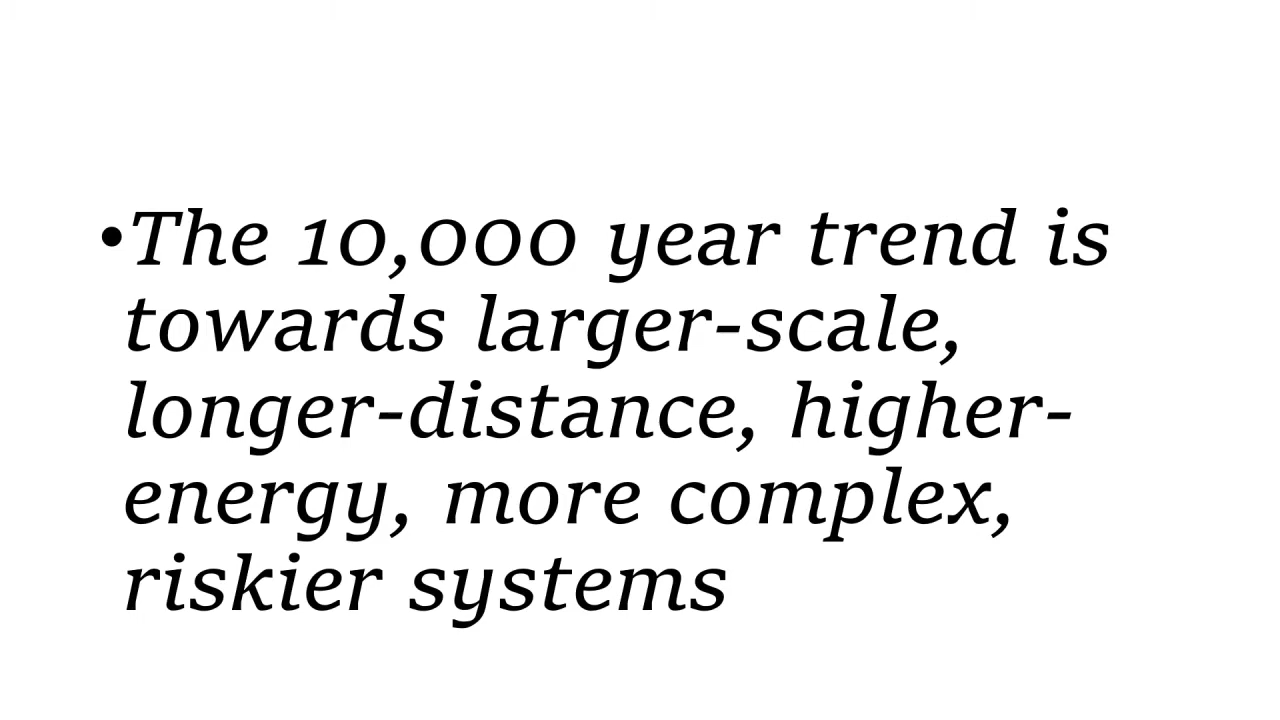 •The 10,000 year trend is
towards larger-scale,
longer-distance, higher-
energy, more complex,
riskier systems